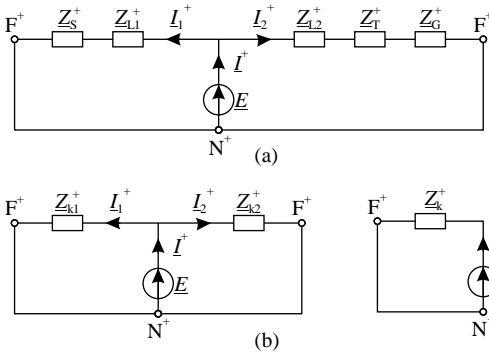 F⁺ Z⁺S Z⁺L1 I⁺1 I⁺2 Z⁺L2 Z⁺T Z⁺G F⁺
I⁺
E
N⁺
(a)
F⁺ Z⁺k1 I⁺1 I⁺2 Z⁺k2 F⁺
I⁺
E
N⁺
(b)
F⁺ Z⁺k
N⁺